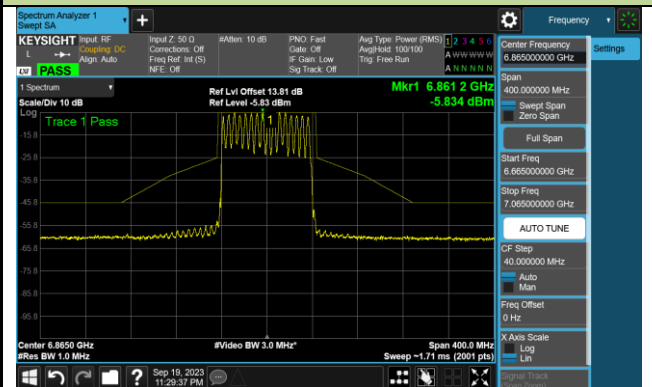 Spectrum Analyzer 1
Swept SA
+
Frequency
KEYSIGHT Input: RF Input Z: 50 Ω #Atten: 10 dB PNO: Fast Avg Type: Power (RMS) 1 2 3 4 5 6
L Coupling: DC Corrections: Off Gate: Off Avg|Hold: 100/100 A W W W W W
Align: Auto Freq Ref: Int (S) IF Gain: Low Trig: Free Run
LXI PASS NFE: Off Sig Track: Off A N N N N N
1 Spectrum
Scale/Div 10 dB
Ref Lvl Offset 13.81 dB
Ref Level -5.83 dBm
Mkr1 6.861 2 GHz
-5.834 dBm
Log
Trace 1 Pass
1
-15.8
-25.8
-35.8
-45.8
-55.8
-65.8
-75.8
-85.8
-95.8
Center 6.8650 GHz
#Res BW 1.0 MHz
#Video BW 3.0 MHz*
Span 400.0 MHz
Sweep ~1.71 ms (2001 pts)
?
Sep 19, 2023
11:29:37 PM
Center Frequency
6.865000000 GHz
Span
400.000000 MHz
Swept Span
Zero Span
Full Span
Start Freq
6.665000000 GHz
Stop Freq
7.065000000 GHz
AUTO TUNE
CF Step
40.000000 MHz
Auto
Man
Freq Offset
0 Hz
X Axis Scale
Log
Lin
Signal Track
(Span Zoom)
Settings